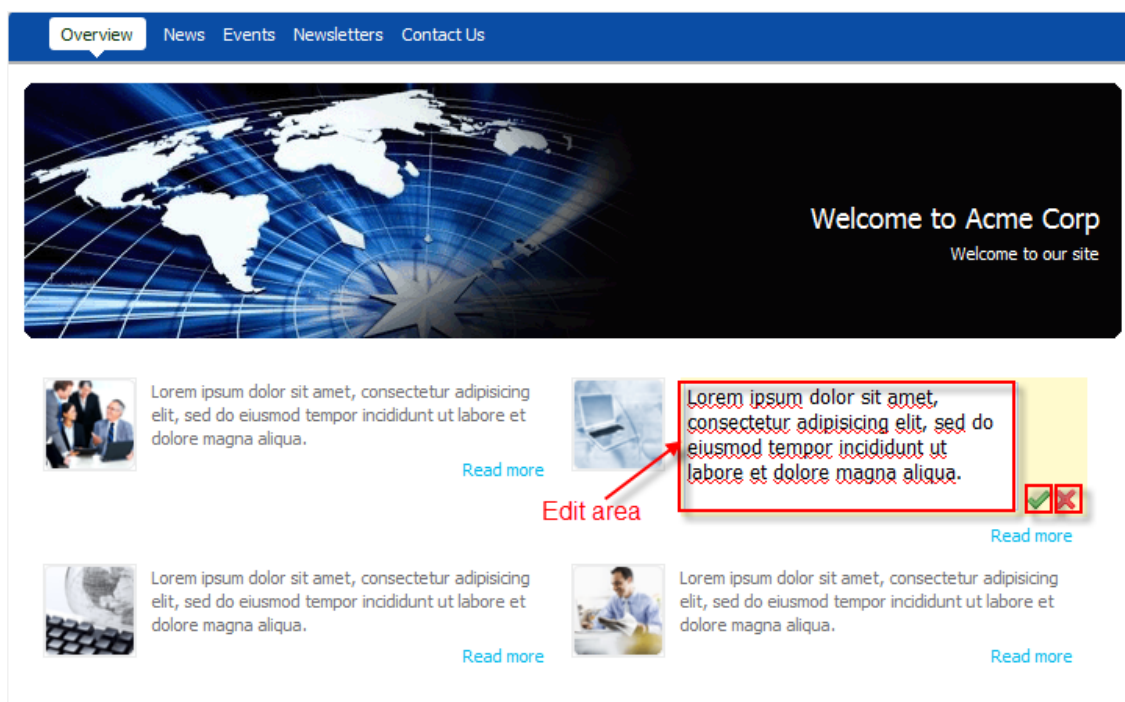 Overview News Events Newsletters Contact Us
Welcome to Acme Corp
Welcome to our site
Lorem ipsum dolor sit amet, consectetur adipisicing
elit, sed do eiusmod tempor incididunt ut labore et
dolore magna aliqua.
Read more
Lorem ipsum dolor sit amet,
consectetur adipisicing elit, sed do
eiusmod tempor incididunt ut
labore et dolore magna aliqua.
Edit area
Read more
Lorem ipsum dolor sit amet, consectetur adipisicing
elit, sed do eiusmod tempor incididunt ut labore et
dolore magna aliqua.
Read more
Lorem ipsum dolor sit amet, consectetur adipisicing
elit, sed do eiusmod tempor incididunt ut labore et
dolore magna aliqua.
Read more